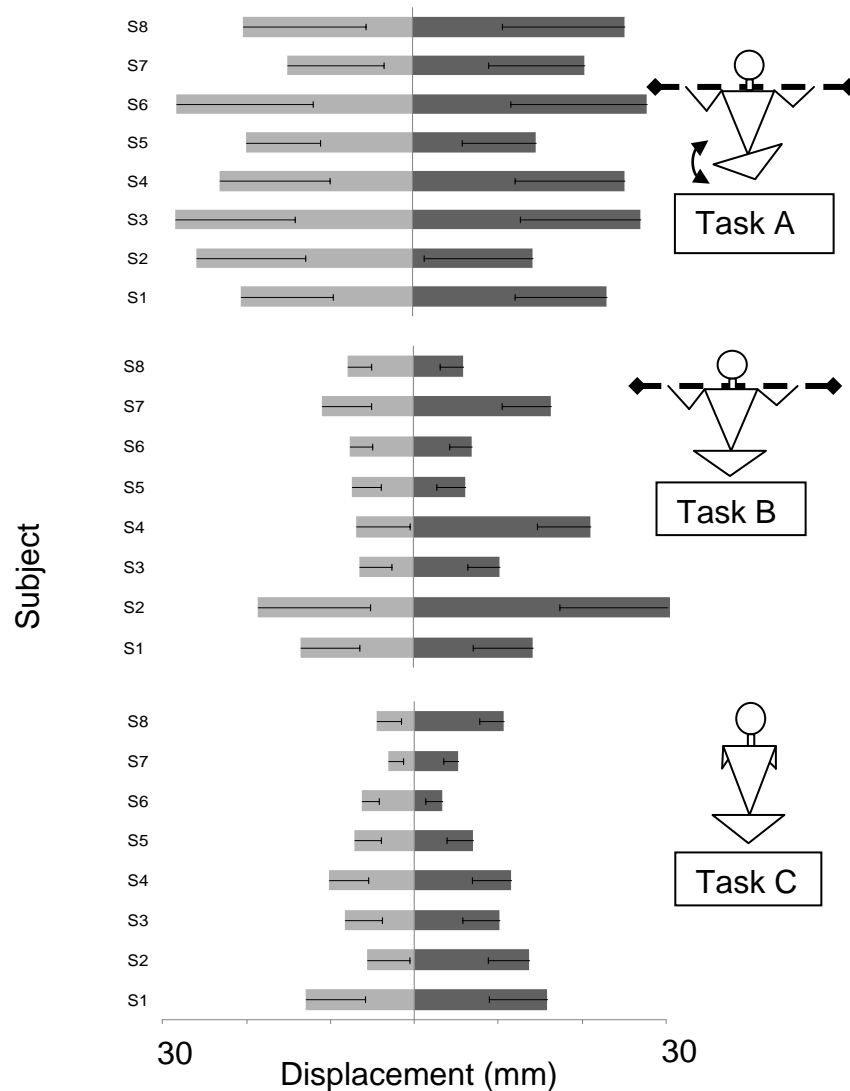 S8
S7
S6
S5
S4
S3
S2
S1
Task A
S8
S7
S6
S5
S4
S3
S2
S1
Task B
Subject
S8
S7
S6
S5
S4
S3
S2
S1
Task C
30
30
Displacement (mm)